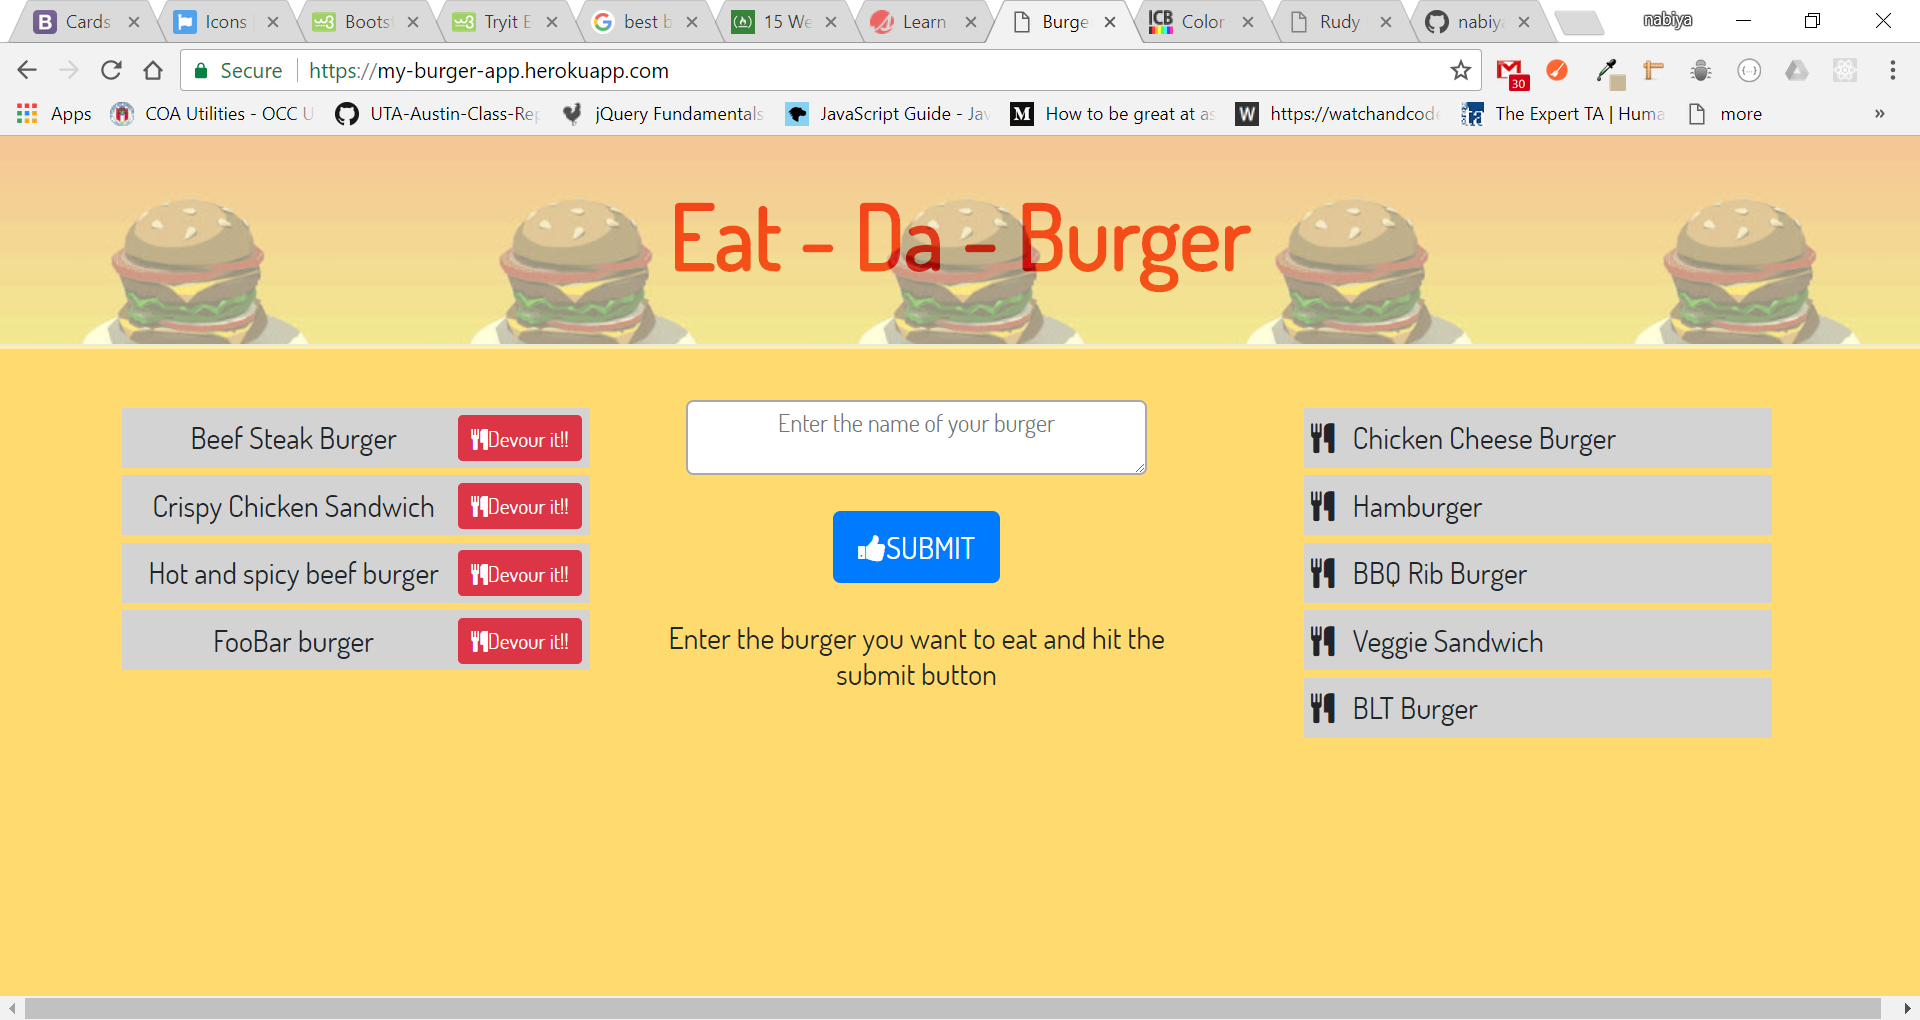 Cards
Icons
Boots
Tryit E
best b
15 We
Learn
Burge
ICB
Color
Rudy
nabiy
nabiya
Secure
https://my-burger-app.herokuapp.com
30
Apps
COA Utilities - OCC U
UTA-Austin-Class-Rep
jQuery Fundamentals
JavaScript Guide - Jav
How to be great at as
https://watchandcode
The Expert TA | Huma
more
»
Eat - Da - Burger
Beef Steak Burger
Devour it!!
Crispy Chicken Sandwich
Devour it!!
Hot and spicy beef burger
Devour it!!
FooBar burger
Devour it!!
Enter the name of your burger
SUBMIT
Enter the burger you want to eat and hit the
submit button
Chicken Cheese Burger
Hamburger
BBQ Rib Burger
Veggie Sandwich
BLT Burger